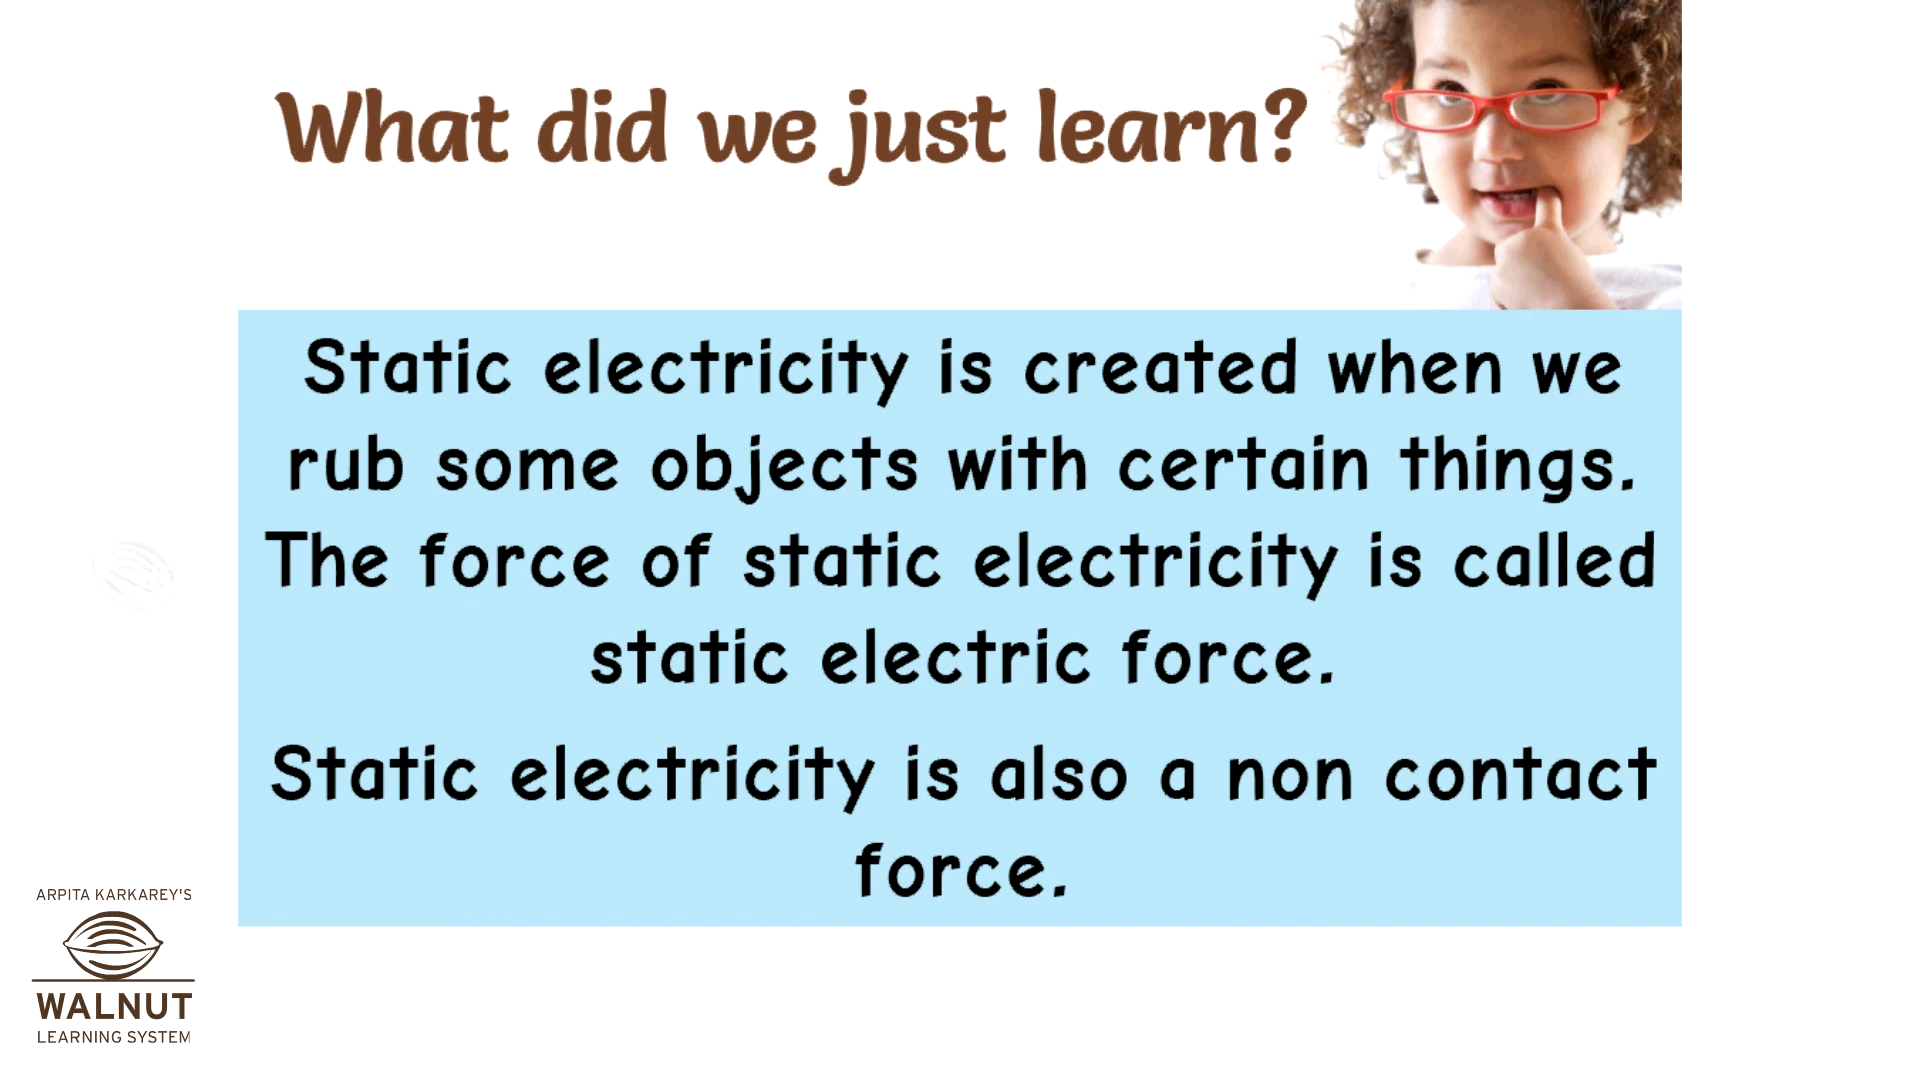 What did we just learn?
Static electricity is created when we
rub some objects with certain things.
The force of static electricity is called
static electric force.
Static electricity is also a non contact
force.
ARPITA KARKAREY'S
WALNUT
LEARNING SYSTEM